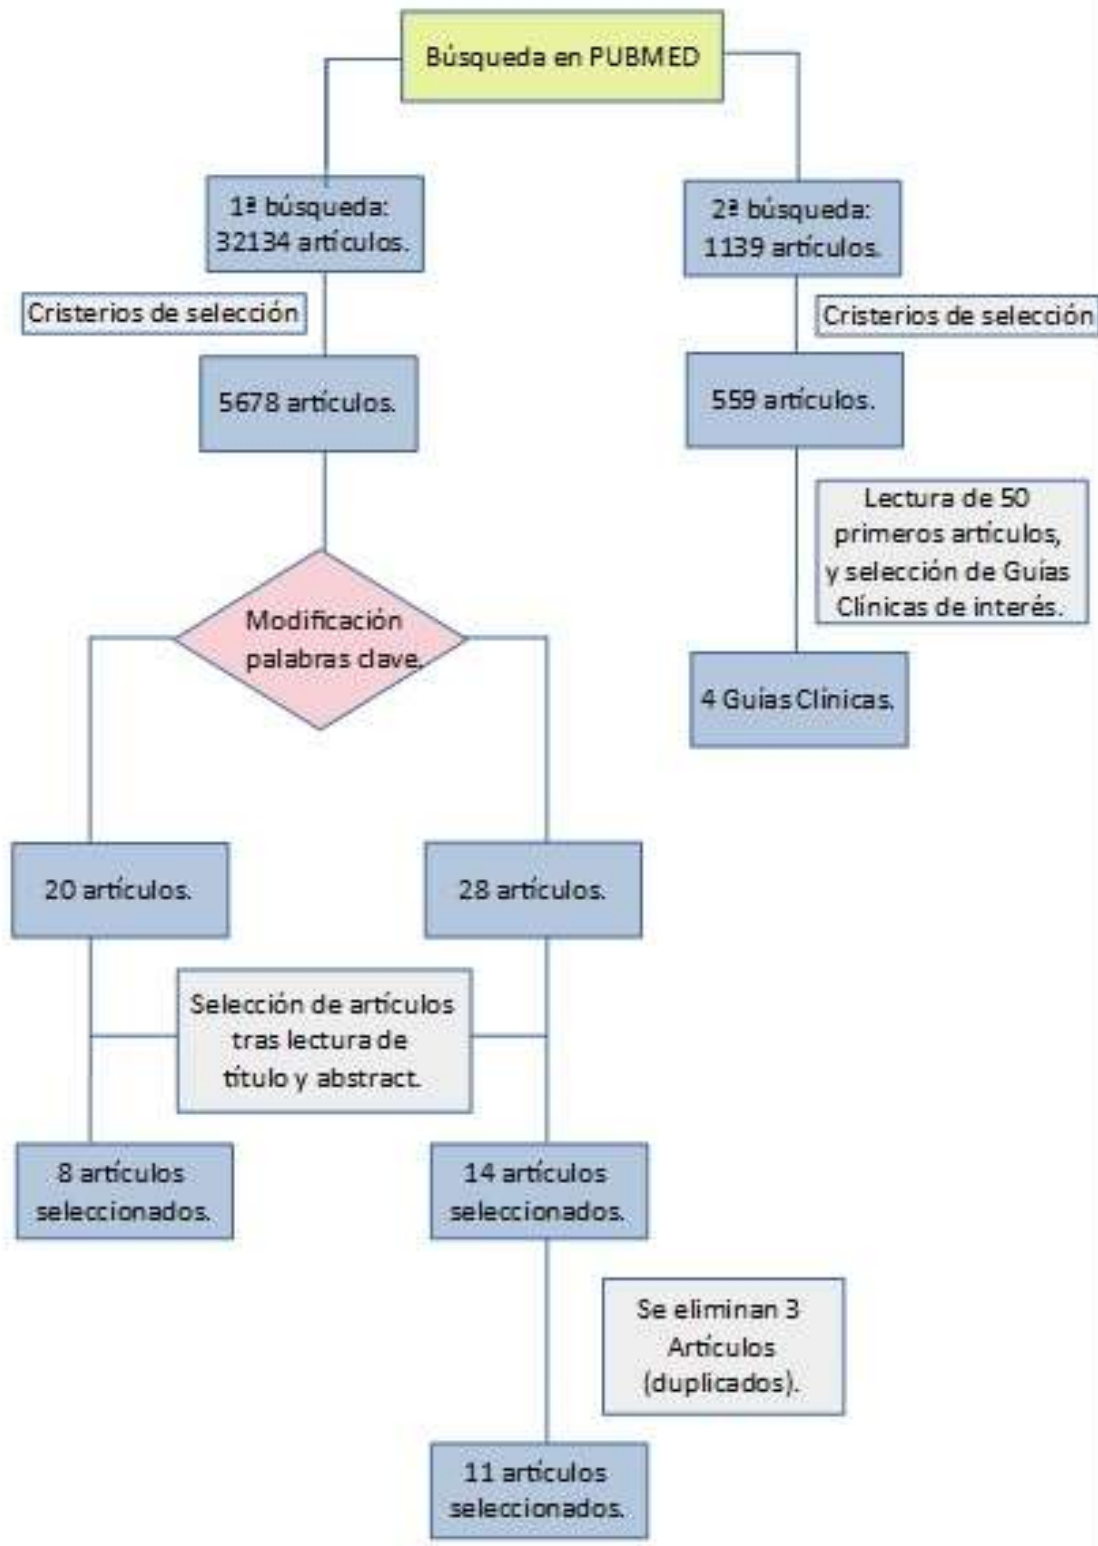 Búsqueda en PUBMED
1ª búsqueda:
32134 artículos.
2ª búsqueda:
1139 artículos.
Cristerios de selección
Cristerios de selección
5678 artículos.
559 artículos.
Lectura de 50
primeros artículos,
y selección de Guías
Clínicas de interés.
Modificación
palabras clave.
4 Guías Clínicas.
20 artículos.
28 artículos.
Selección de artículos
tras lectura de
título y abstract.
8 artículos
seleccionados.
14 artículos
seleccionados.
Se eliminan 3
Artículos
(duplicados).
11 artículos
seleccionados.